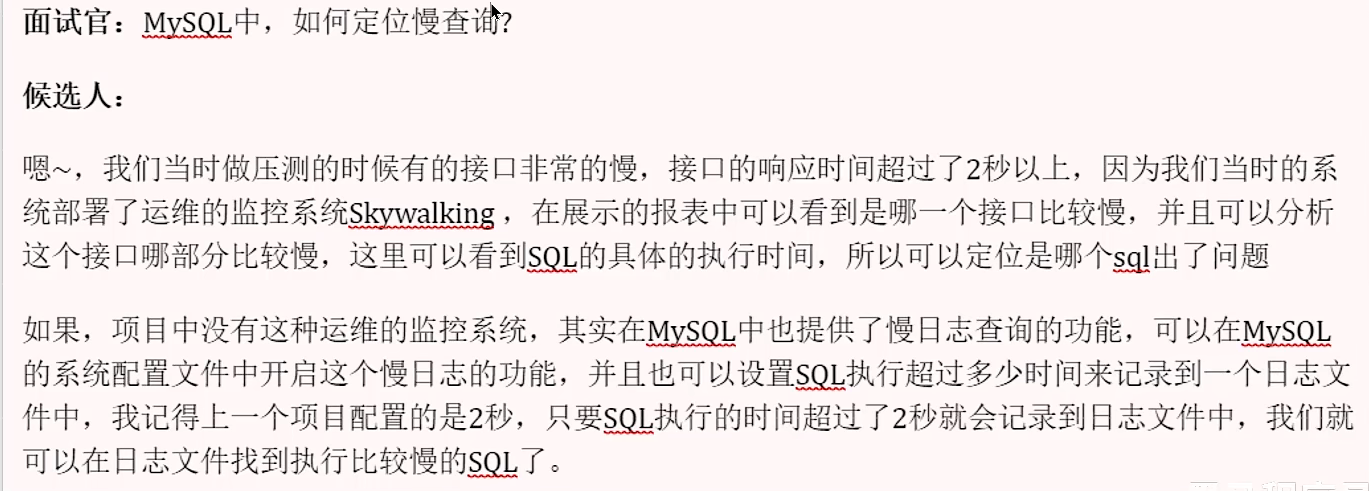 面试官：MySQL中，如何定位慢查询?
候选人：
嗯~，我们当时做压测的时候有的接口非常的慢，接口的响应时间超过了2秒以上，因为我们当时的系
统部署了运维的监控系统Skywalking ，在展示的报表中可以看到是哪一个接口比较慢，并且可以分析
这个接口哪部分比较慢，这里可以看到SQL的具体的执行时间，所以可以定位是哪个sql出了问题
如果，项目中没有这种运维的监控系统，其实在MySQL中也提供了慢日志查询的功能，可以在MySQL
的系统配置文件中开启这个慢日志的功能，并且也可以设置SQL执行超过多少时间来记录到一个日志文
件中，我记得上一个项目配置的是2秒，只要SQL执行的时间超过了2秒就会记录到日志文件中，我们就
可以在日志文件找到执行比较慢的SQL了。